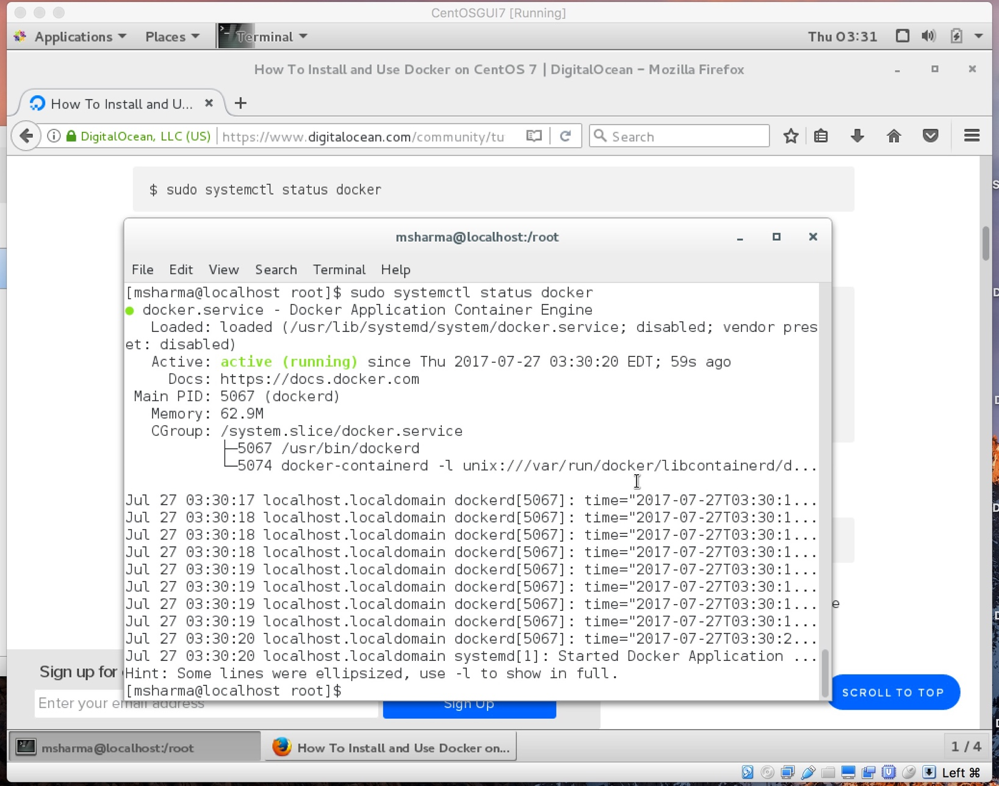 CentOSGUI7 [Running]
Applications Places Terminal Thu 03:31
How To Install and Use Docker on CentOS 7 | DigitalOcean – Mozilla Firefox
How To Install and U...
DigitalOcean, LLC (US) https://www.digitalocean.com/community/tu Search
$ sudo systemctl status docker
msharma@localhost:/root
File Edit View Search Terminal Help
[msharma@localhost root]$ sudo systemctl status docker
● docker.service - Docker Application Container Engine
   Loaded: loaded (/usr/lib/systemd/system/docker.service; disabled; vendor pres
et: disabled)
   Active: active (running) since Thu 2017-07-27 03:30:20 EDT; 59s ago
     Docs: https://docs.docker.com
 Main PID: 5067 (dockerd)
   Memory: 62.9M
   CGroup: /system.slice/docker.service
           ├─5067 /usr/bin/dockerd
           └─5074 docker-containerd -l unix:///var/run/docker/libcontainerd/d...
Jul 27 03:30:17 localhost.localdomain dockerd[5067]: time="2017-07-27T03:30:1...
Jul 27 03:30:18 localhost.localdomain dockerd[5067]: time="2017-07-27T03:30:1...
Jul 27 03:30:18 localhost.localdomain dockerd[5067]: time="2017-07-27T03:30:1...
Jul 27 03:30:18 localhost.localdomain dockerd[5067]: time="2017-07-27T03:30:1...
Jul 27 03:30:19 localhost.localdomain dockerd[5067]: time="2017-07-27T03:30:1...
Jul 27 03:30:19 localhost.localdomain dockerd[5067]: time="2017-07-27T03:30:1...
Jul 27 03:30:19 localhost.localdomain dockerd[5067]: time="2017-07-27T03:30:1...
Jul 27 03:30:19 localhost.localdomain dockerd[5067]: time="2017-07-27T03:30:1...
Jul 27 03:30:20 localhost.localdomain dockerd[5067]: time="2017-07-27T03:30:2...
Jul 27 03:30:20 localhost.localdomain systemd[1]: Started Docker Application ...
Hint: Some lines were ellipsized, use -l to show in full.
[msharma@localhost root]$
e
Sign up for
Enter your email address Sign Up
SCROLL TO TOP
msharma@localhost:/root How To Install and Use Docker on... 1 / 4
Left ⌘